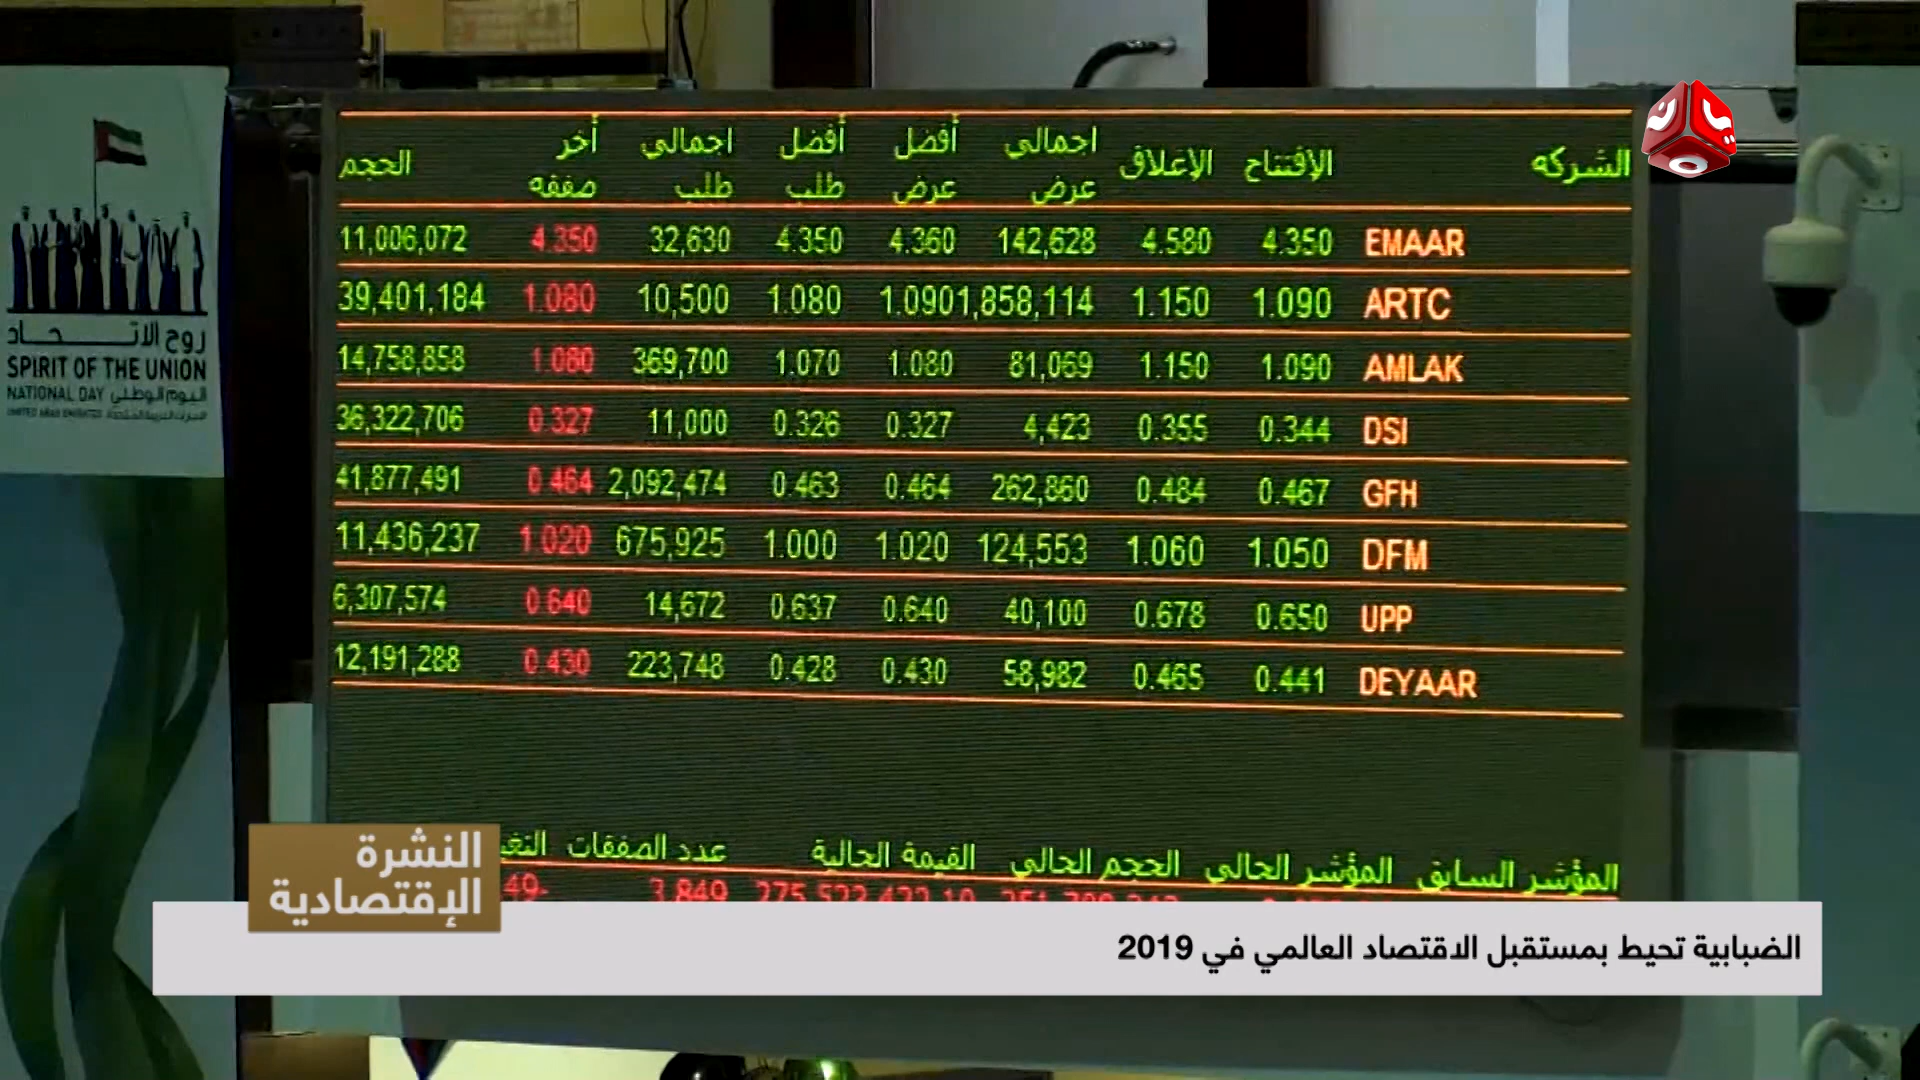 الشركه الإفتتاح الإغلاق اجمالي عرض أفضل عرض أفضل طلب اجمالي طلب أخر صفقه الحجم
EMAAR 4.350 4.580 142,628 4.360 4.350 32,630 4.350 11,006,072
ARTC 1.090 1.150 1,858,114 1.090 1.080 10,500 1.080 39,401,184
AMLAK 1.090 1.150 81,069 1.080 1.070 369,700 1.080 14,758,858
DSI 0.344 0.355 4,423 0.327 0.326 11,000 0.327 36,322,706
GFH 0.467 0.484 262,860 0.464 0.463 2,092,474 0.464 41,877,491
DFM 1.050 1.060 124,553 1.020 1.000 675,925 1.020 11,436,237
UPP 0.650 0.678 40,100 0.640 0.637 14,672 0.640 6,307,574
DEYAAR 0.441 0.465 58,982 0.430 0.428 223,748 0.430 12,191,288
المؤشر السابق المؤشر الحالي الحجم الحالي القيمة الحالية عدد الصفقات
3,849
روح الاتحاد
SPIRIT OF THE UNION
NATIONAL DAY اليوم الوطني
النشرة
الإقتصادية
الضبابية تحيط بمستقبل الاقتصاد العالمي في 2019